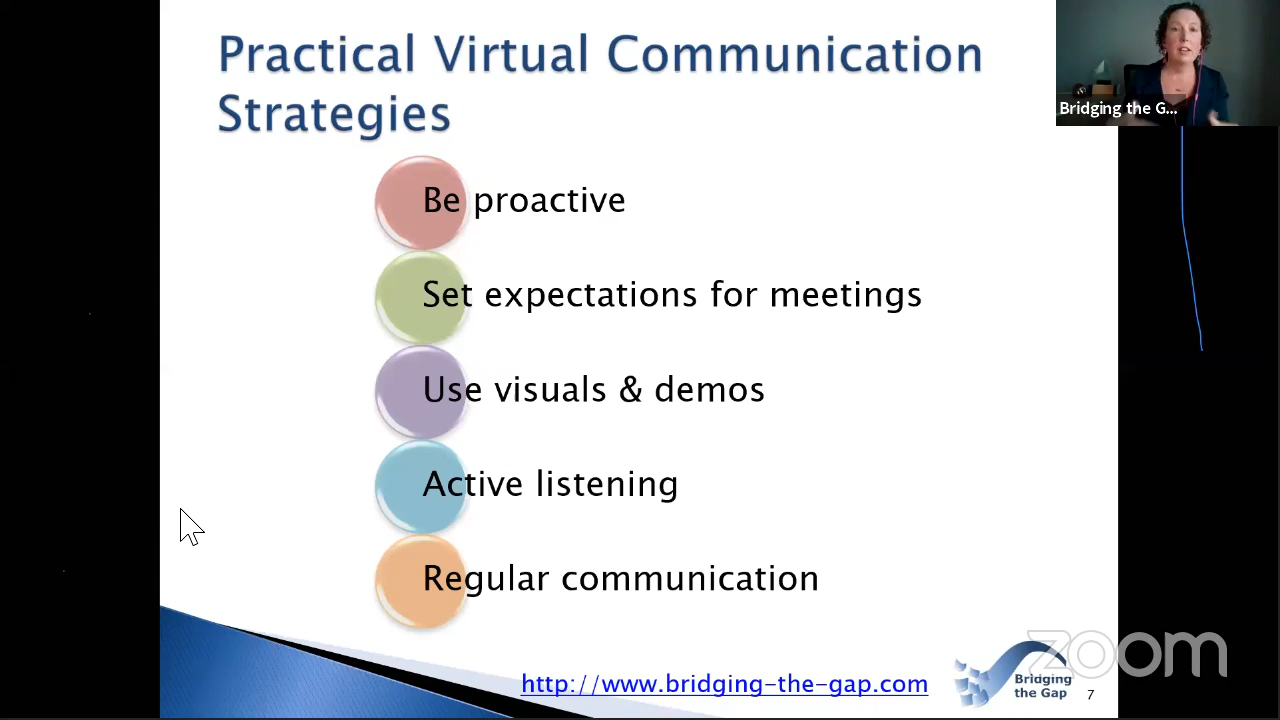 Practical Virtual Communication
Strategies
Bridging the G...
Be proactive
Set expectations for meetings
Use visuals & demos
Active listening
Regular communication
http://www.bridging-the-gap.com
Bridging
the Gap
7
zoom